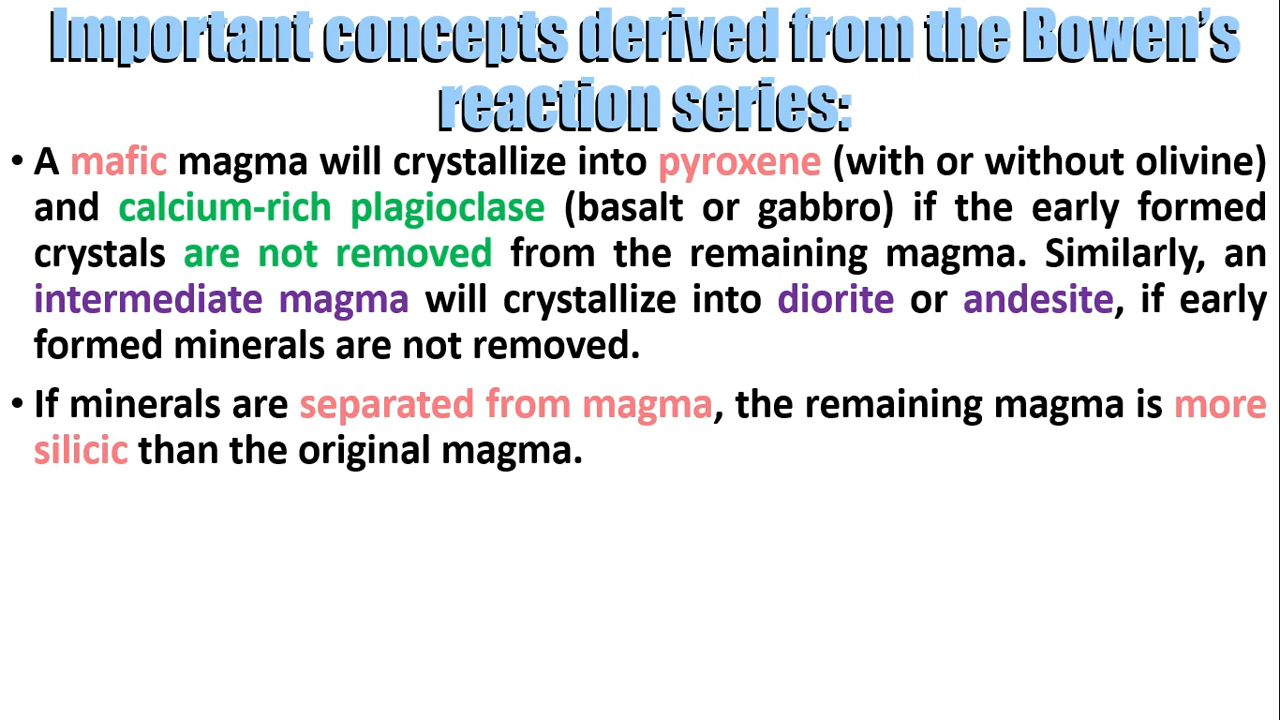 Important concepts derived from the Bowen's
reaction series:
• A mafic magma will crystallize into pyroxene (with or without olivine)
and calcium-rich plagioclase (basalt or gabbro) if the early formed
crystals are not removed from the remaining magma. Similarly, an
intermediate magma will crystallize into diorite or andesite, if early
formed minerals are not removed.
• If minerals are separated from magma, the remaining magma is more
silicic than the original magma.